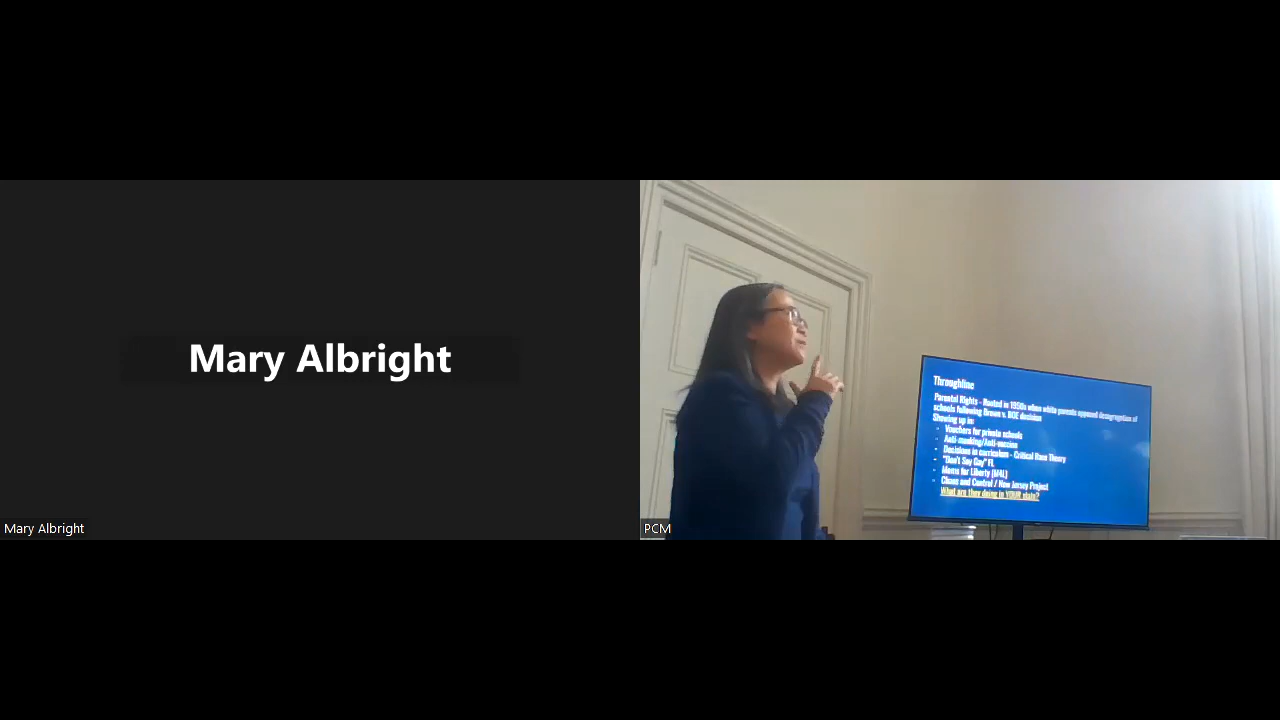 Mary Albright
Mary Albright
PCM
Throughline
Parental Rights - Rooted in 1950s when white parents opposed desegregation of
schools following Brown v. BOE decision
Showing up in:
- Vouchers for private schools
- Anti-masking/Anti-vaccine
- Decisions in curriculum - Critical Race Theory
- "Don't Say Gay" FL
- Moms for Liberty (M4L)
- Chaos and Control / New Jersey Project
What are they doing in YOUR state?